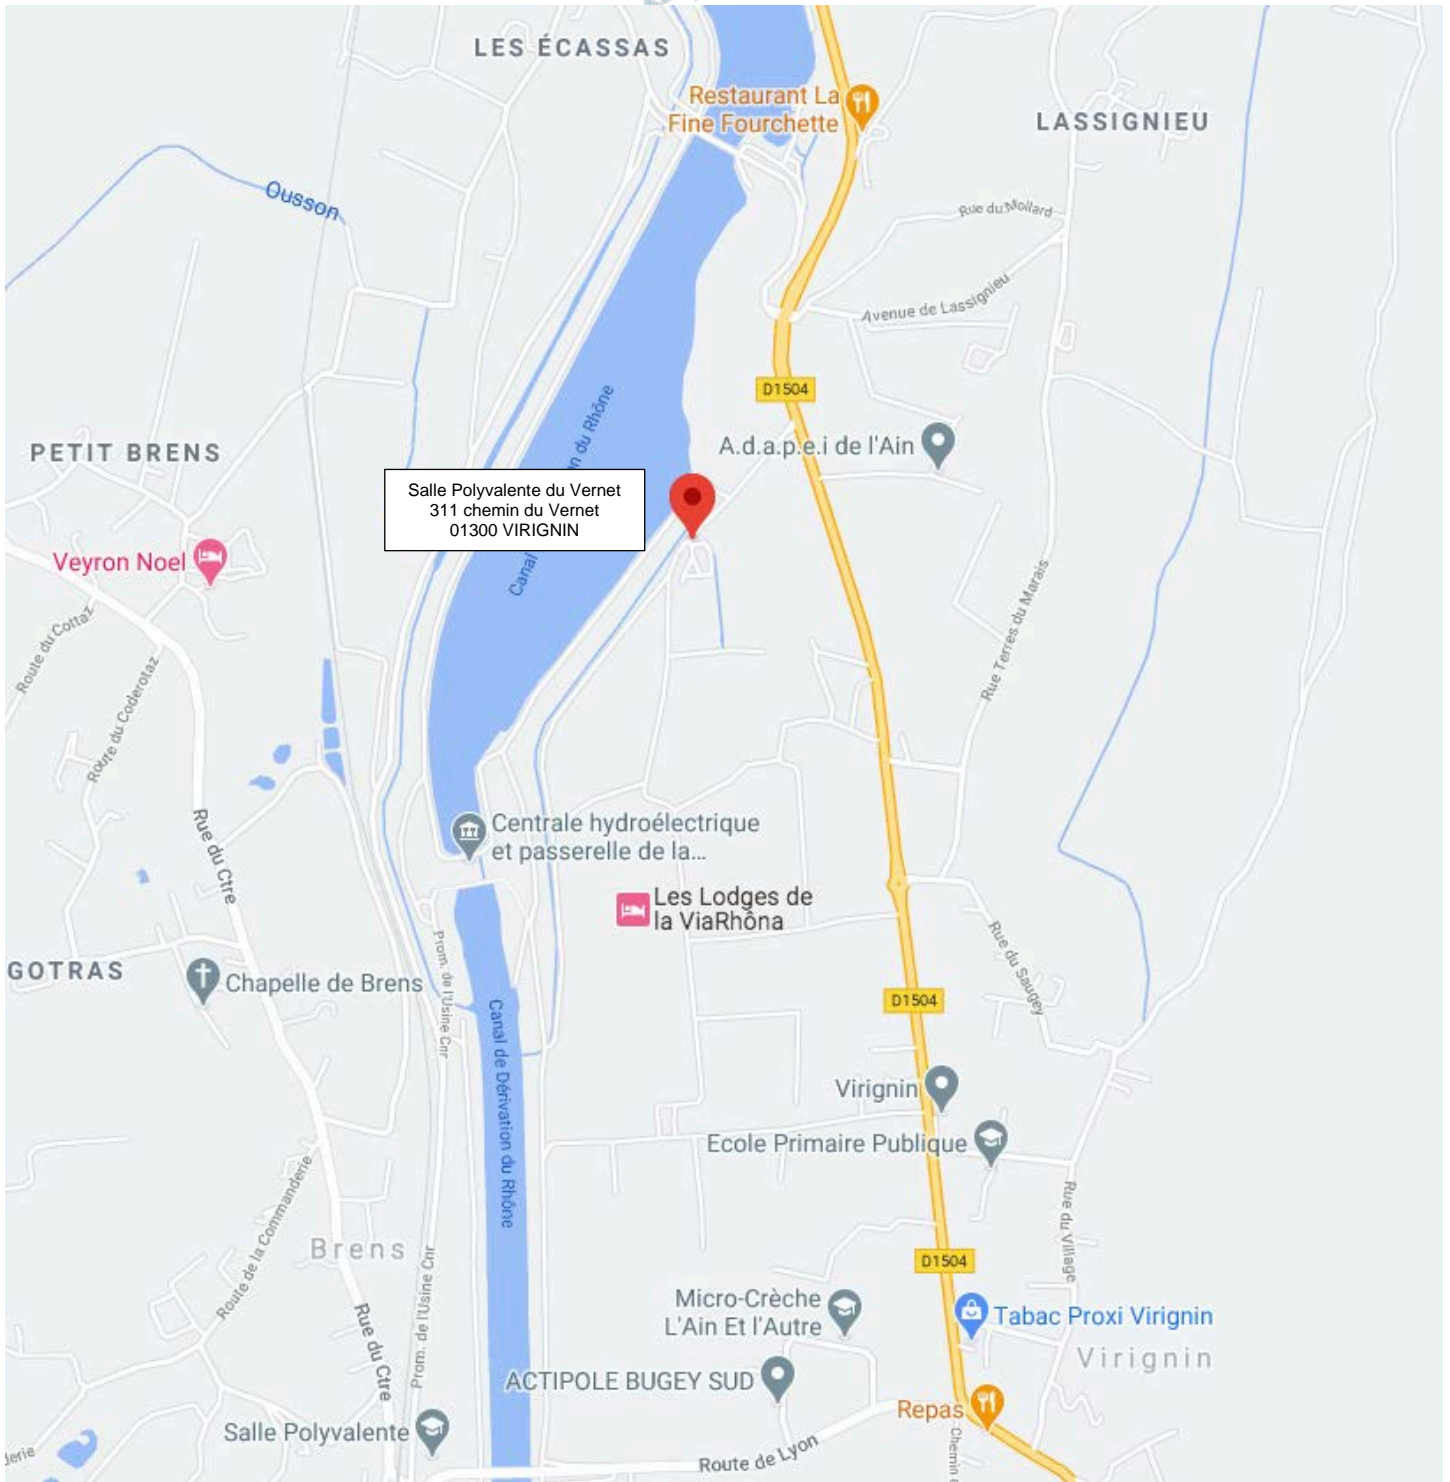 LES ÉCASSAS
Restaurant La
Fine Fourchette
LASSIGNIEU
Ousson
Rue du Mollard
Avenue de Lassignieu
D1504
PETIT BRENS
A.d.a.p.e.i de l'Ain
Canal
on du Rhône
Salle Polyvalente du Vernet
311 chemin du Vernet
01300 VIRIGNIN
Veyron Noel
Route du Cottaz
Route du Coderotaz
Rue Terres du Marais
Rue du Ctre
Centrale hydroélectrique
et passerelle de la...
Les Lodges de
la ViaRhôna
GOTRAS
Chapelle de Brens
Prom. de l'Usine Cnr
Canal de Dérivation du Rhône
Rue du Saugey
D1504
Virignin
Ecole Primaire Publique
Route de la Commanderie
Brens
Rue du Village
D1504
Micro-Crèche
L'Ain Et l'Autre
Tabac Proxi Virignin
Virignin
Rue du Ctre
Prom. de l'Usine Cnr
ACTIPOLE BUGEY SUD
Repas
Salle Polyvalente
Route de Lyon
Chemin
derie